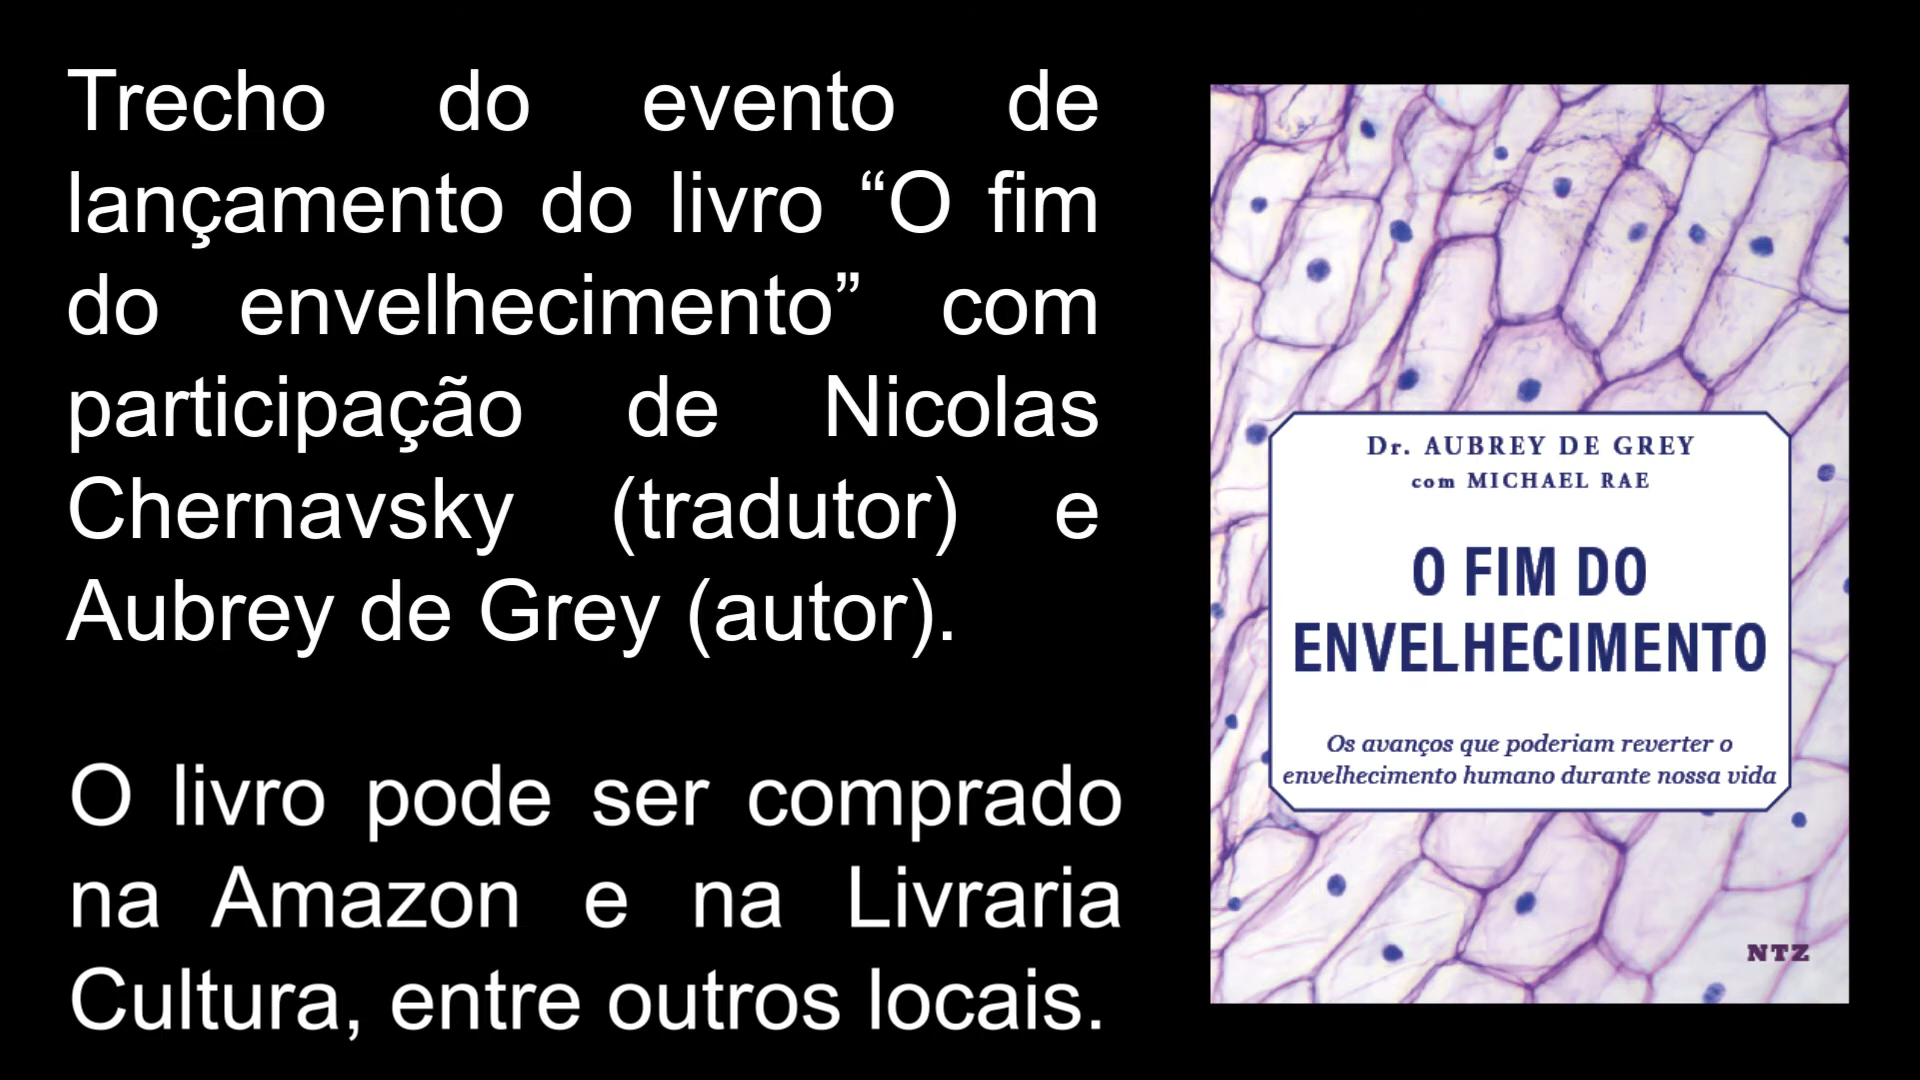 Trecho do evento de
lançamento do livro “O fim
do envelhecimento” com
participação de Nicolas
Chernavsky (tradutor) e
Aubrey de Grey (autor).
O livro pode ser comprado
na Amazon e na Livraria
Cultura, entre outros locais.
Dr. AUBREY DE GREY
com MICHAEL RAE
O FIM DO
ENVELHECIMENTO
Os avanços que poderiam reverter o
envelhecimento humano durante nossa vida
NTZ